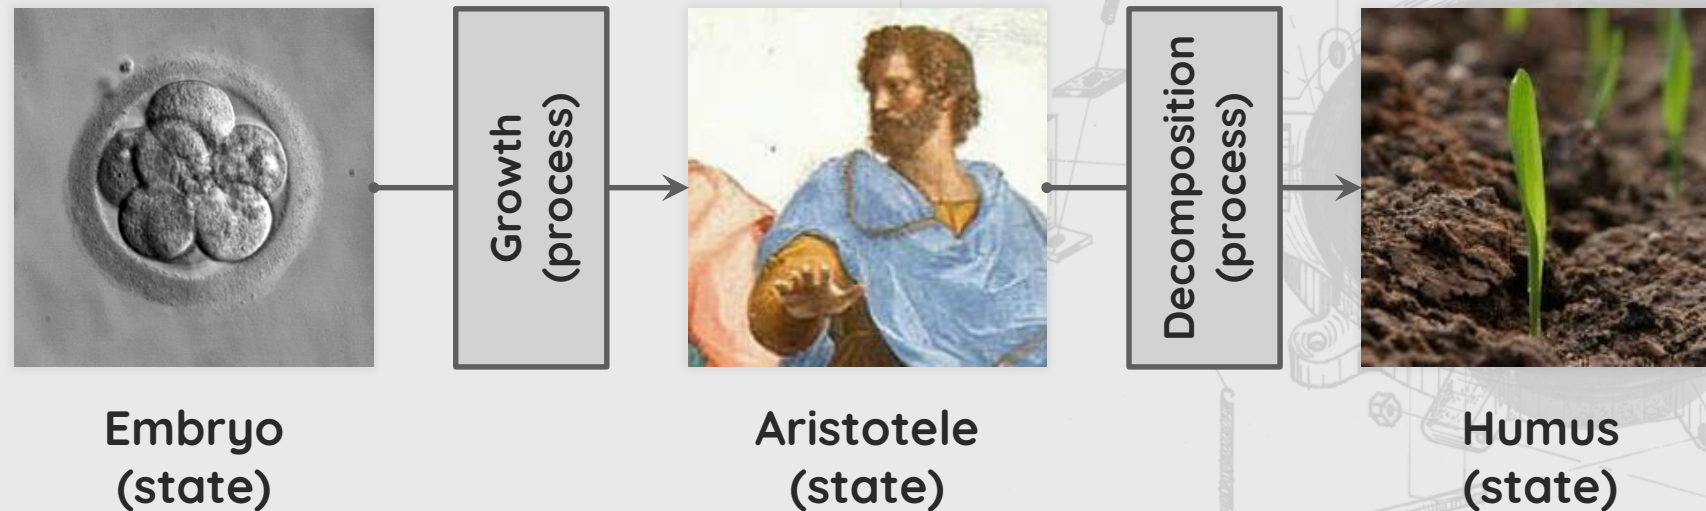 Growth
(process)
Decomposition
(process)
Embryo
(state)
Aristotele
(state)
Humus
(state)